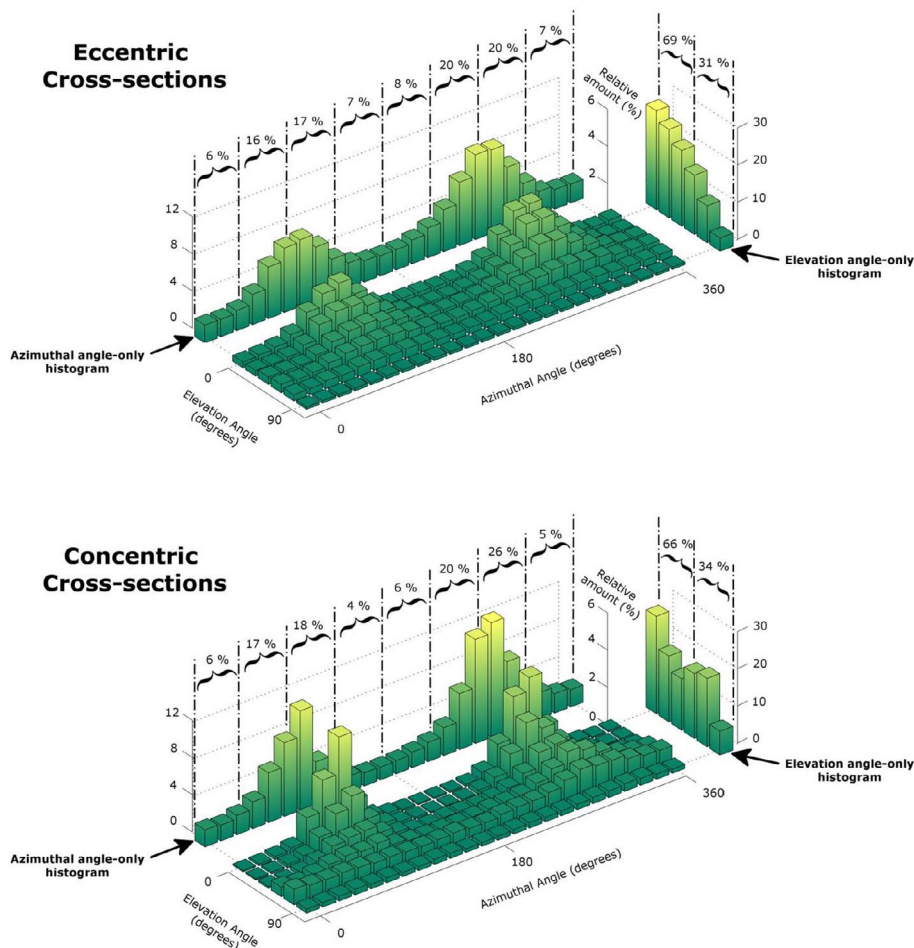 Eccentric
Cross-sections
6 %
16 %
17 %
7 %
8 %
20 %
20 %
7 %
69 %
31 %
Relative
amount (%)
6
4
2
30
20
10
0
12
8
4
0
Elevation angle-only
histogram
Azimuthal angle-only
histogram
0
Elevation Angle
(degrees)
90
0
180
Azimuthal Angle (degrees)
360
Concentric
Cross-sections
6 %
17 %
18 %
4 %
6 %
20 %
26 %
5 %
66 %
34 %
Relative
amount (%)
6
4
2
0
30
20
10
0
12
8
4
0
Elevation angle-only
histogram
Azimuthal angle-only
histogram
0
Elevation Angle
(degrees)
90
0
180
Azimuthal Angle (degrees)
360